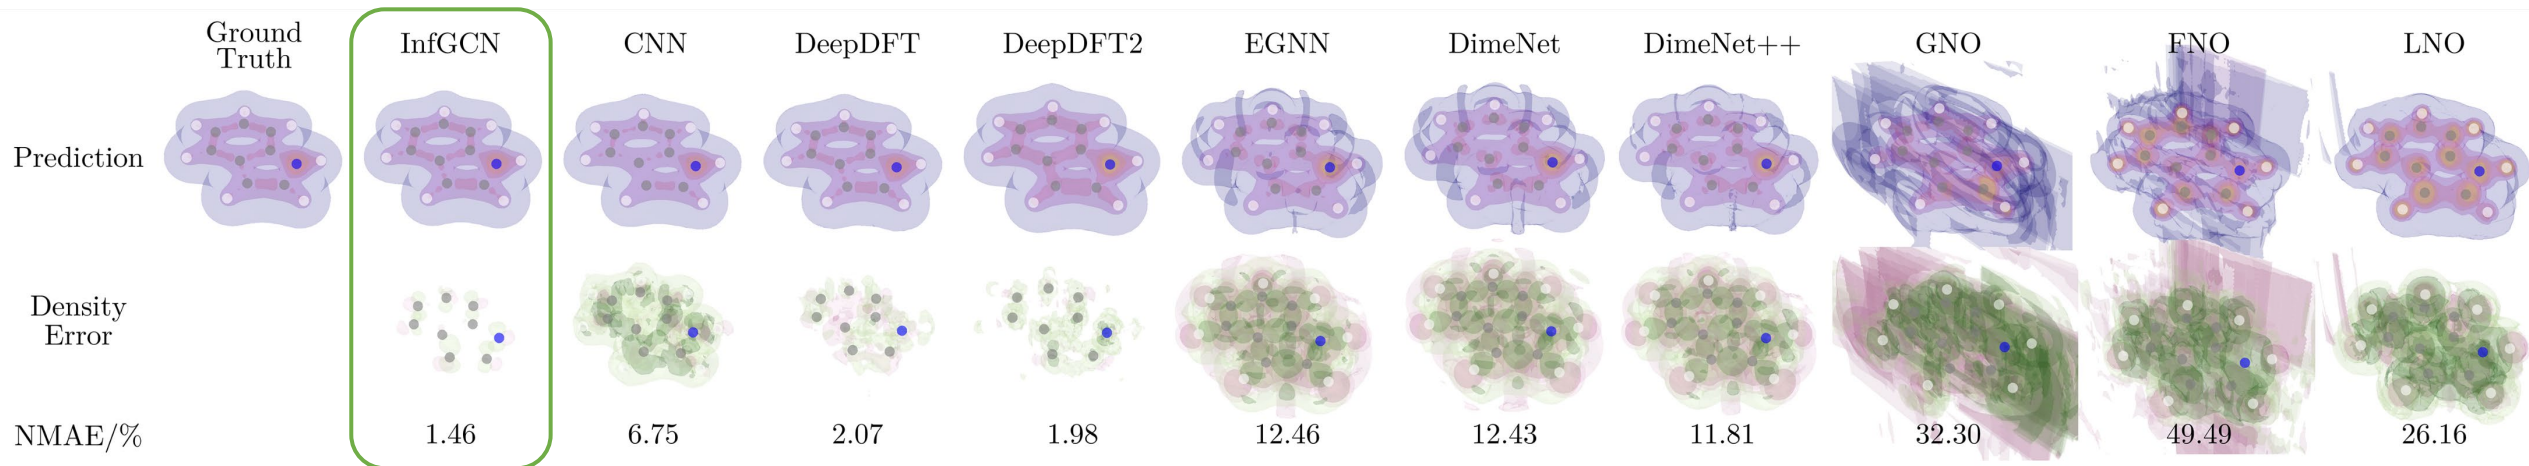 Ground
Truth
InfGCN
CNN
DeepDFT
DeepDFT2
EGNN
DimeNet
DimeNet++
GNO
FNO
LNO
Prediction
Density
Error
NMAE/%
1.46
6.75
2.07
1.98
12.46
12.43
11.81
32.30
49.49
26.16